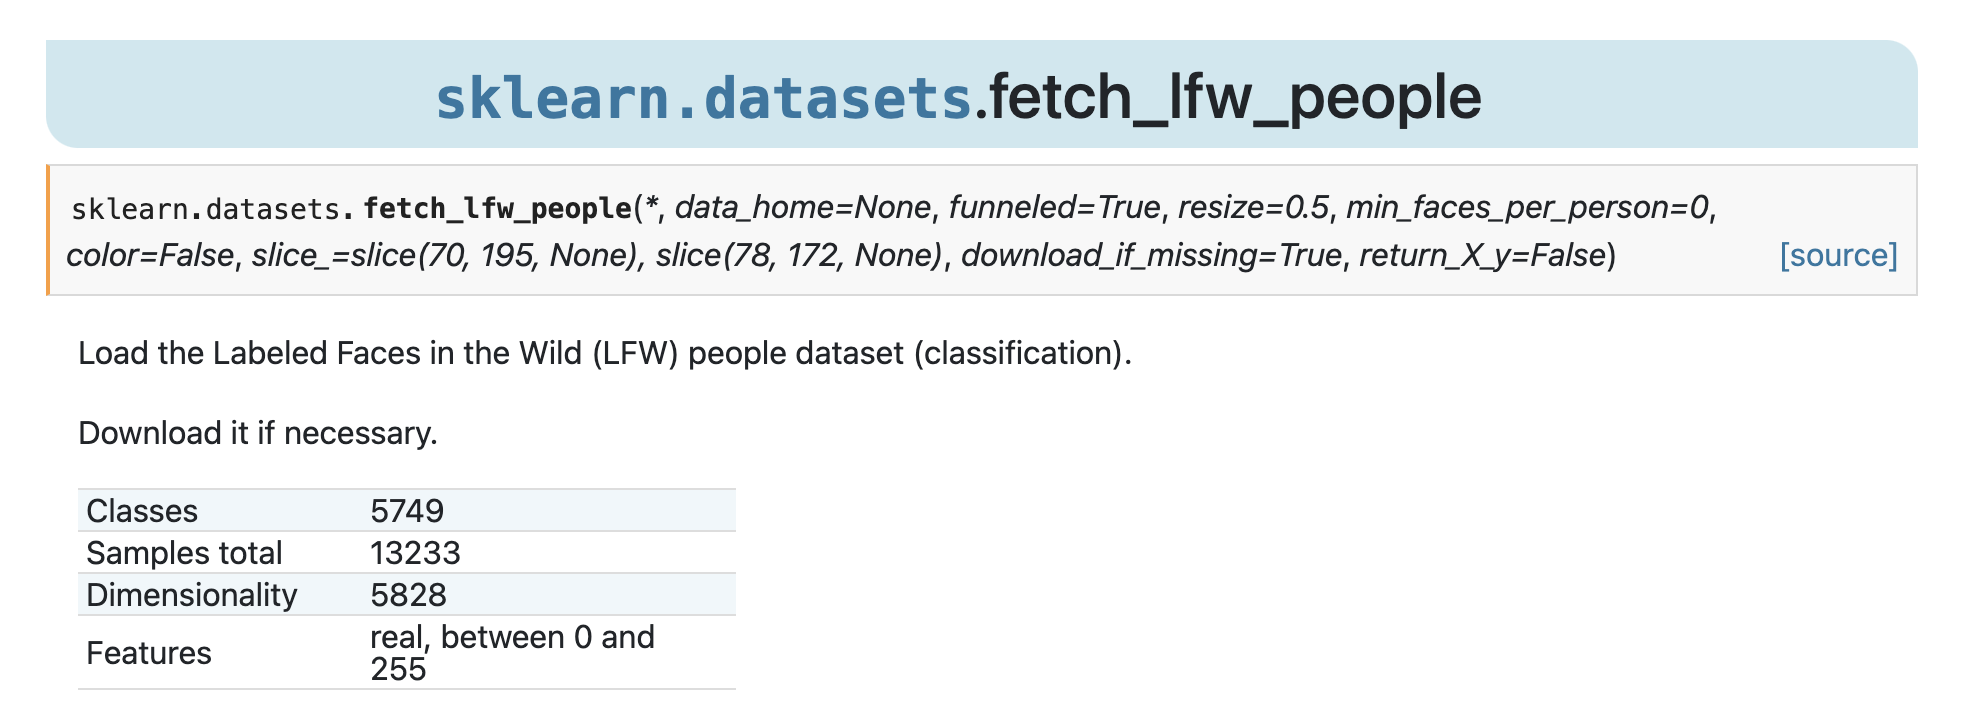 sklearn.datasets.fetch_lfw_people
sklearn.datasets.fetch_lfw_people(*, data_home=None, funneled=True, resize=0.5, min_faces_per_person=0,
color=False, slice_=slice(70, 195, None), slice(78, 172, None), download_if_missing=True, return_X_y=False) [source]
Load the Labeled Faces in the Wild (LFW) people dataset (classification).
Download it if necessary.
Classes 5749
Samples total 13233
Dimensionality 5828
Features real, between 0 and
255